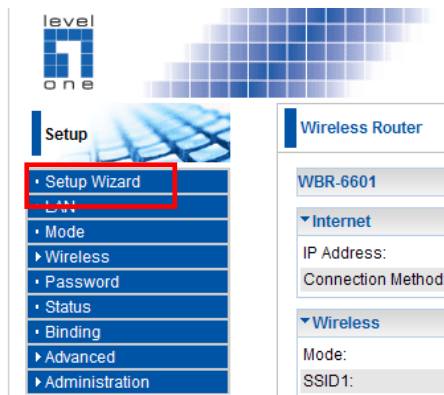 level
one
Setup
Setup Wizard
LAN
Mode
Wireless
Password
Status
Binding
Advanced
Administration
Wireless Router
WBR-6601
Internet
IP Address:
Connection Method
Wireless
Mode:
SSID1: